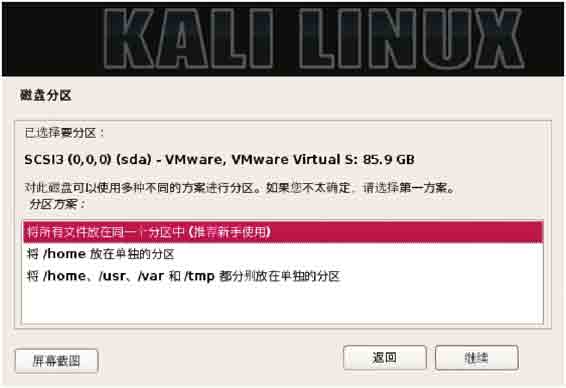 KALI LINUX
磁盘分区
已选择要分区：
SCSI3 (0,0,0) (sda) - VMware, VMware Virtual S: 85.9 GB
对此磁盘可以使用多种不同的方案进行分区。如果您不太确定，请选择第一方案。
分区方案：
将所有文件放在同一个分区中 (推荐新手使用)
将 /home 放在单独的分区
将 /home、/usr、/var 和 /tmp 都分别放在单独的分区
屏幕截图
返回
继续